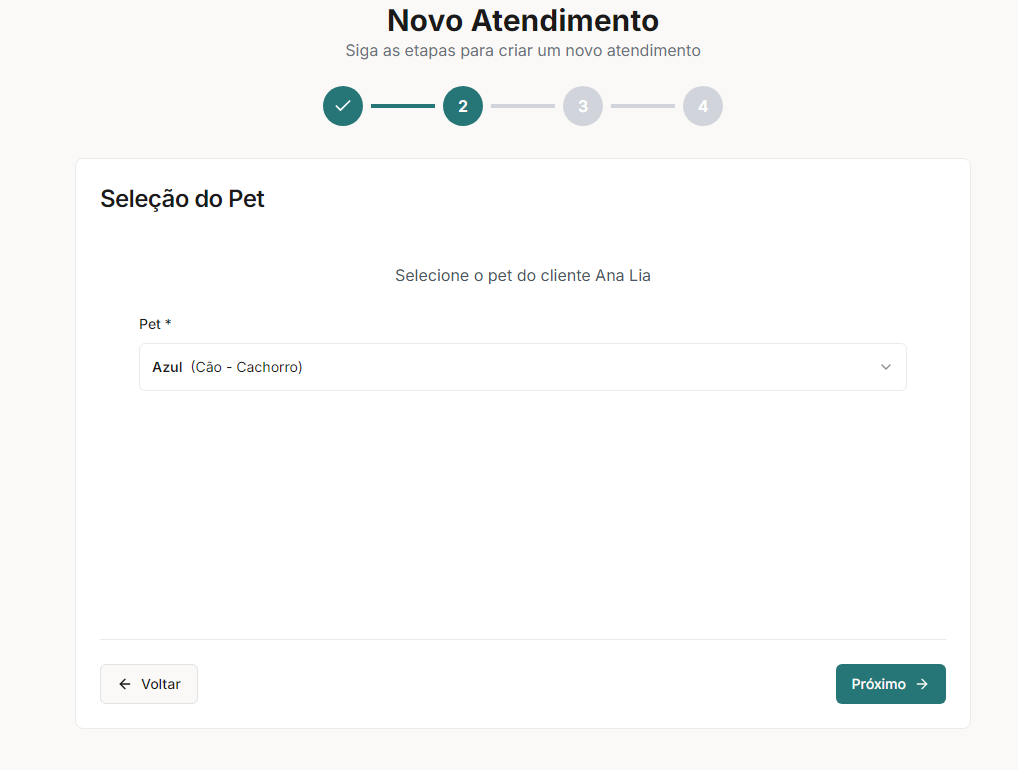 Novo Atendimento
Siga as etapas para criar um novo atendimento
2 3 4
Seleção do Pet
Selecione o pet do cliente Ana Lia
Pet *
Azul (Cão - Cachorro)
Voltar Próximo